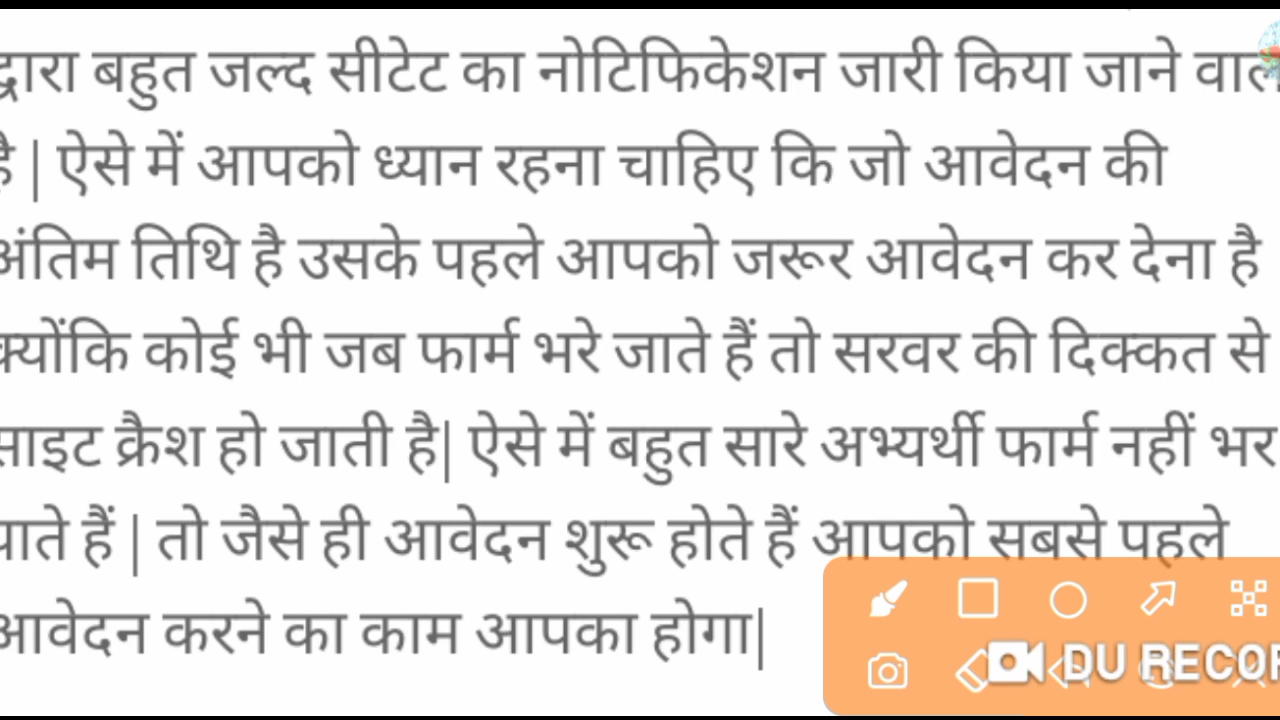 द्वारा बहुत जल्द सीटेट का नोटिफिकेशन जारी किया जाने
है | ऐसे में आपको ध्यान रहना चाहिए कि जो आवेदन की
अंतिम तिथि है उसके पहले आपको जरूर आवेदन कर देना है
क्योंकि कोई भी जब फार्म भरे जाते हैं तो सरवर की दिक्कत से
साइट क्रैश हो जाती है| ऐसे में बहुत सारे अभ्यर्थी फार्म नहीं भर
पाते हैं | तो जैसे ही आवेदन शुरू होते हैं आपको सबसे पहले
आवेदन करने का काम आपका होगा|
DU